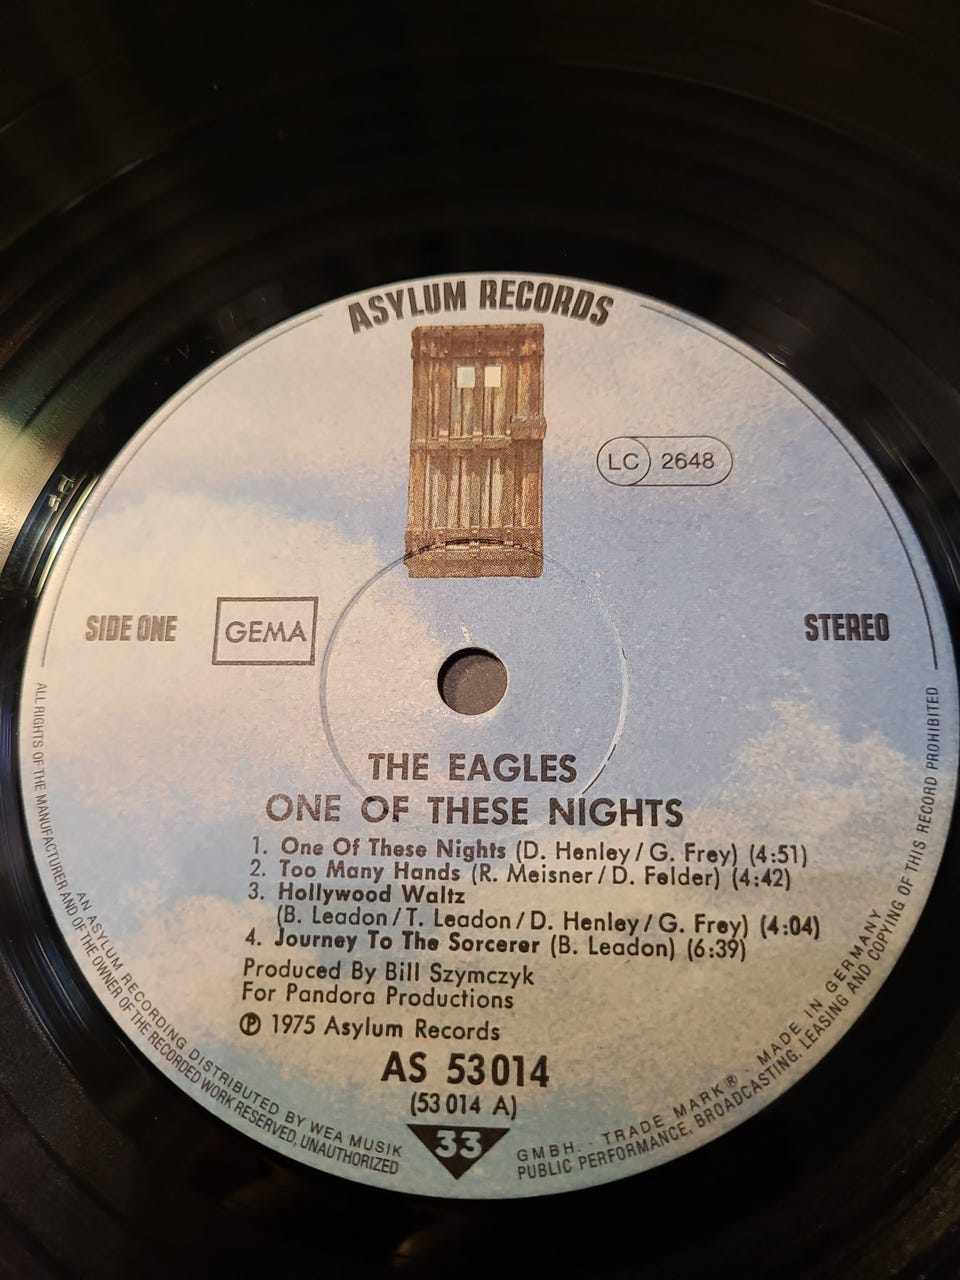 ASYLUM RECORDS
LC 2648
SIDE ONE
GEMA
STEREO
THE EAGLES
ONE OF THESE NIGHTS
1. One Of These Nights (D. Henley / G. Frey) (4:51)
2. Too Many Hands (R. Meisner / D. Felder) (4:42)
3. Hollywood Waltz
(B. Leadon / T. Leadon / D. Henley / G. Frey) (4:04)
4. Journey To The Sorcerer (B. Leadon) (6:39)
Produced By Bill Szymczyk
For Pandora Productions
℗ 1975 Asylum Records
AS 53 014
(53 014 A)
33
AN ASYLUM RECORDING DISTRIBUTED BY WEA MUSIK GMBH. · TRADE MARK® · MADE IN GERMANY
ALL RIGHTS OF THE MANUFACTURER AND OF THE OWNER OF THE RECORDED WORK RESERVED, UNAUTHORIZED PUBLIC PERFORMANCE, BROADCASTING, LEASING AND COPYING OF THIS RECORD PROHIBITED